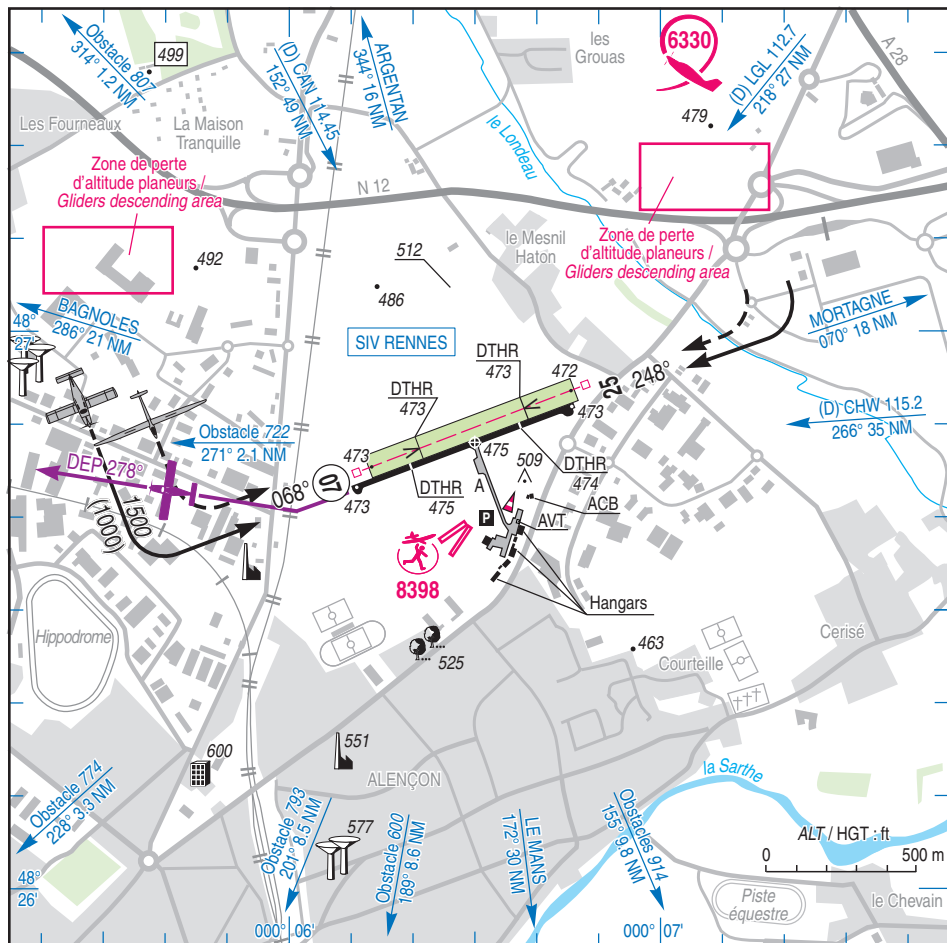 Obstacle 807
314° 1.2 NM
499
(D) CAN 114.45
152° 49 NM
ARGENTAN
344° 16 NM
les
Grouas
6330
(D) LGL 112.7
218° 27 NM
A 28
Les Fourneaux
La Maison
Tranquille
le Londeau
479
Zone de perte
d'altitude planeurs /
Gliders descending area
N 12
492
512
486
le Mesnil
Haton
Zone de perte
d'altitude planeurs /
Gliders descending area
BAGNOLES
286° 21 NM
48°
27'
SIV RENNES
MORTAGNE
070° 18 NM
DTHR
473
DTHR
473
472
25
248°
473
(D) CHW 115.2
266° 35 NM
Obstacle 722
271° 2.1 NM
473
475
509
DTHR
474
DEP 278°
068°
07
473
DTHR
475
A
ACB
AVT
P
1500
(1000)
8398
Hangars
Hippodrome
525
463
Courteille
Cerisé
600
551
ALENÇON
la Sarthe
Obstacle 774
228° 3.3 NM
577
Obstacle 793
201° 8.5 NM
Obstacle 600
189° 8.6 NM
LE MANS
172° 30 NM
Obstacles 914
155° 9.8 NM
ALT / HGT : ft
0
500 m
48°
26'
Piste
équestre
le Chevain
000° 06'
000° 07'